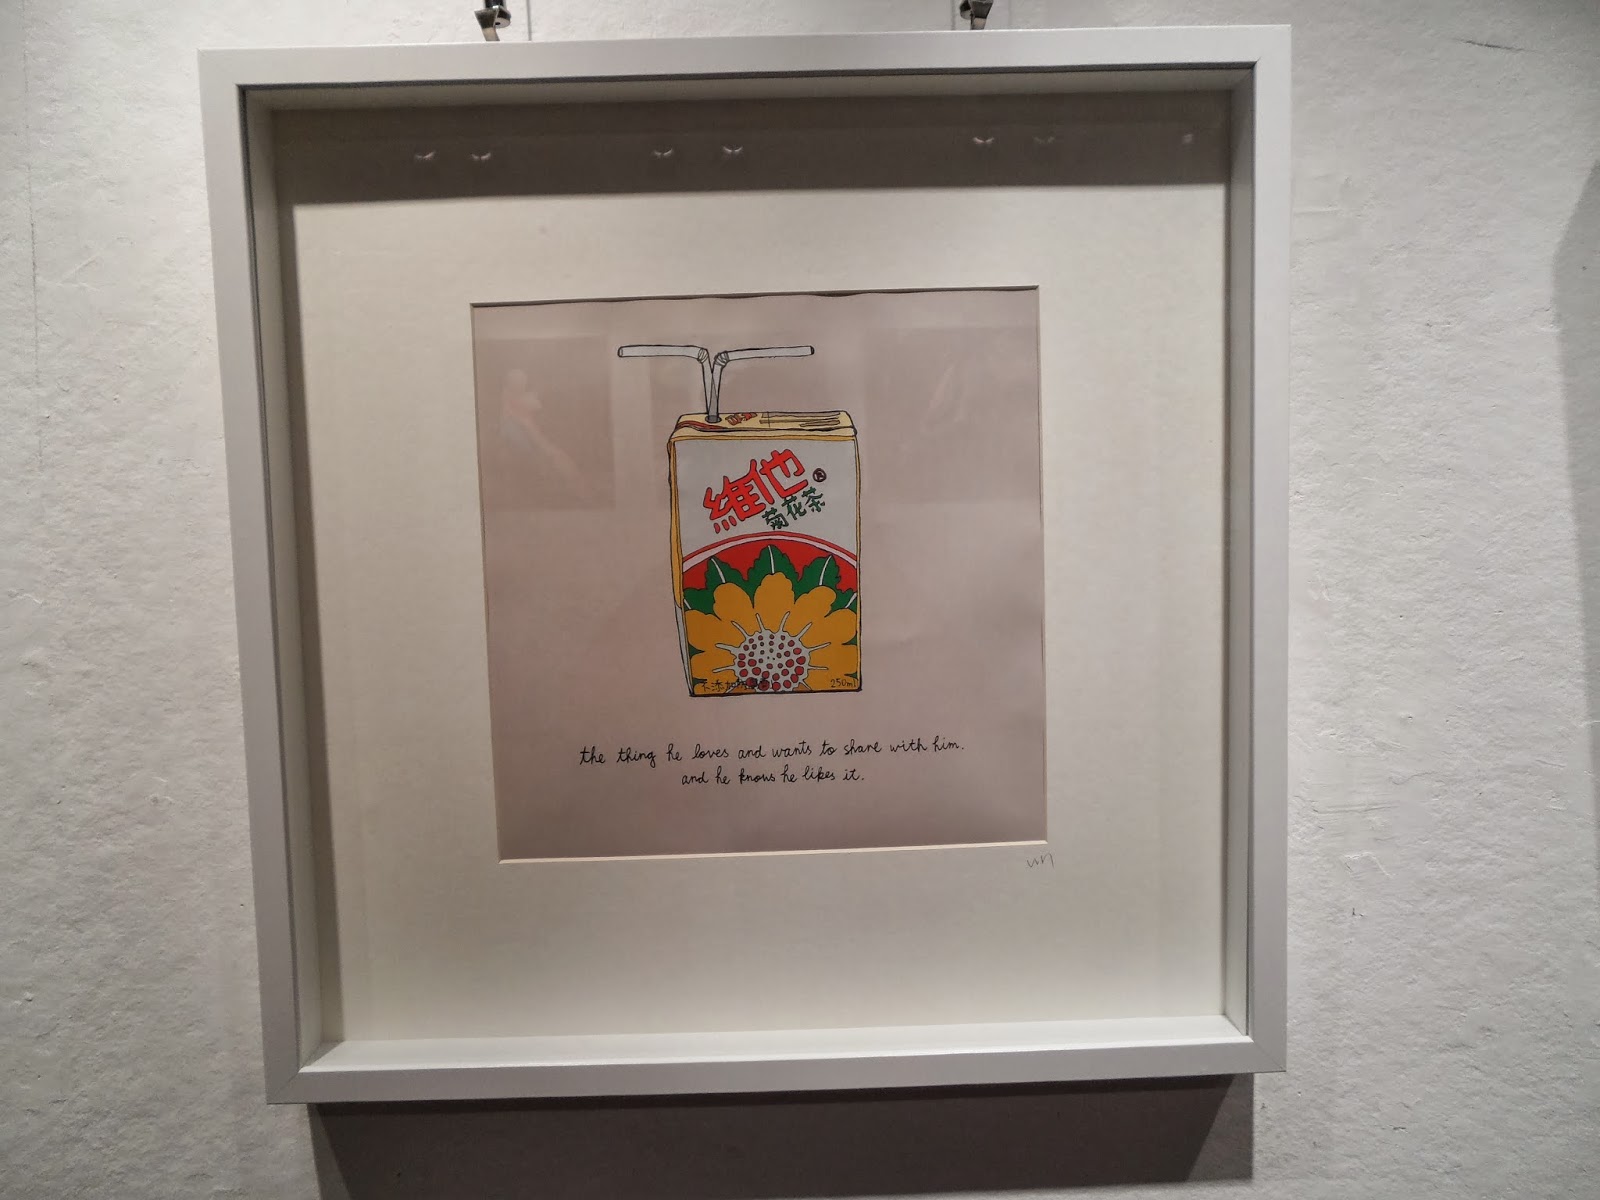 維他
菊花茶
250ml
the thing he loves and wants to share with him.
and he knows he likes it.